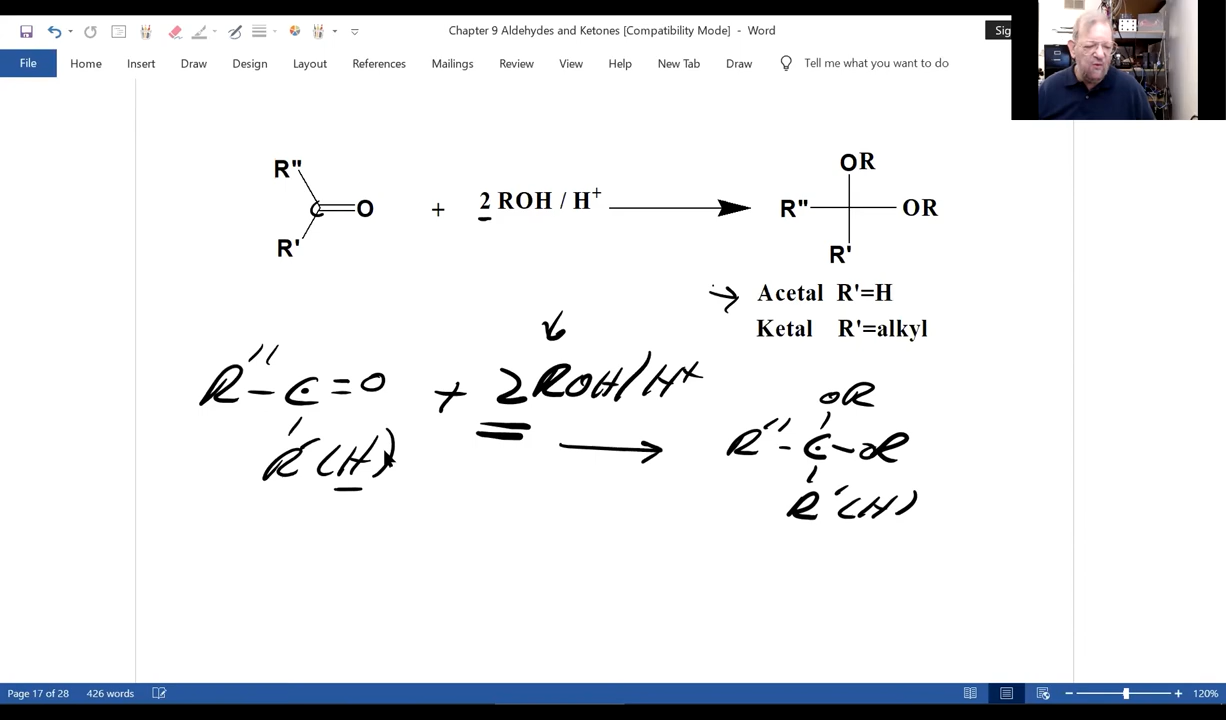 Chapter 9 Aldehydes and Ketones [Compatibility Mode] - Word
Sig
File Home Insert Draw Design Layout References Mailings Review View Help New Tab Draw Tell me what you want to do
OR
R"
C=O + 2 ROH / H+ R" OR
R' R'
Acetal R'=H
Ketal R'=alkyl
R"-C=O + 2ROH/H+
OR
R"-C-OR
R'(H)
R'(H)
Page 17 of 28 426 words 120%